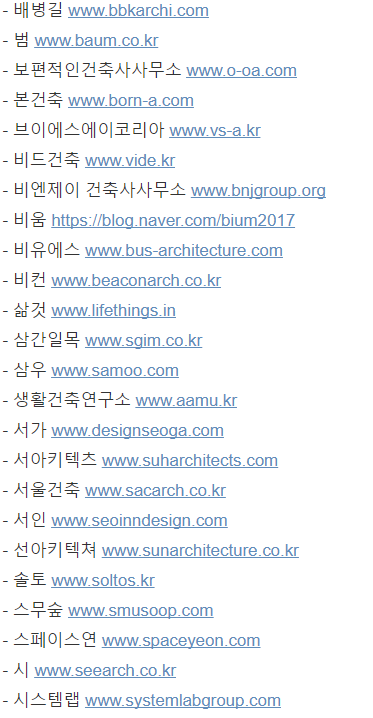 - 배병길 www.bbkarchi.com
- 범 www.baum.co.kr
- 보편적인건축사사무소 www.o-oa.com
- 본건축 www.born-a.com
- 브이에스에이코리아 www.vs-a.kr
- 비드건축 www.vide.kr
- 비엔제이 건축사사무소 www.bnjgroup.org
- 비움 https://blog.naver.com/bium2017
- 비유에스 www.bus-architecture.com
- 비컨 www.beaconarch.co.kr
- 삶것 www.lifethings.in
- 삼간일목 www.sgim.co.kr
- 삼우 www.samoo.com
- 생활건축연구소 www.aamu.kr
- 서가 www.designseoga.com
- 서아키텍츠 www.suharchitects.com
- 서울건축 www.sacarch.co.kr
- 서인 www.seoinndesign.com
- 선아키텍쳐 www.sunarchitecture.co.kr
- 솔토 www.soltos.kr
- 스무숲 www.smusoop.com
- 스페이스연 www.spaceyeon.com
- 시 www.seearch.co.kr
- 시스템랩 www.systemlabgroup.com